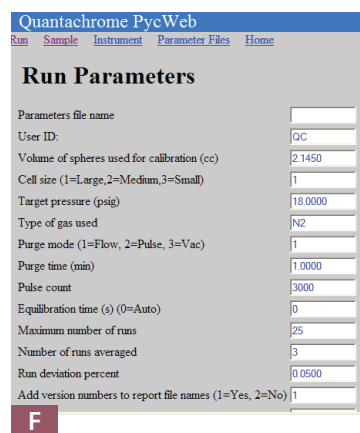 Quantachrome PycWeb
Run Sample Instrument Parameter Files Home
Run Parameters
Parameters file name
User ID: QC
Volume of spheres used for calibration (cc) 2.1450
Cell size (1=Large,2=Medium,3=Small) 1
Target pressure (psig) 18.0000
Type of gas used N2
Purge mode (1=Flow, 2=Pulse, 3=Vac) 1
Purge time (min) 1.0000
Pulse count 3000
Equilibration time (s) (0=Auto) 0
Maximum number of runs 25
Number of runs averaged 3
Run deviation percent 0.0500
Add version numbers to report file names (1=Yes, 2=No) 1
F